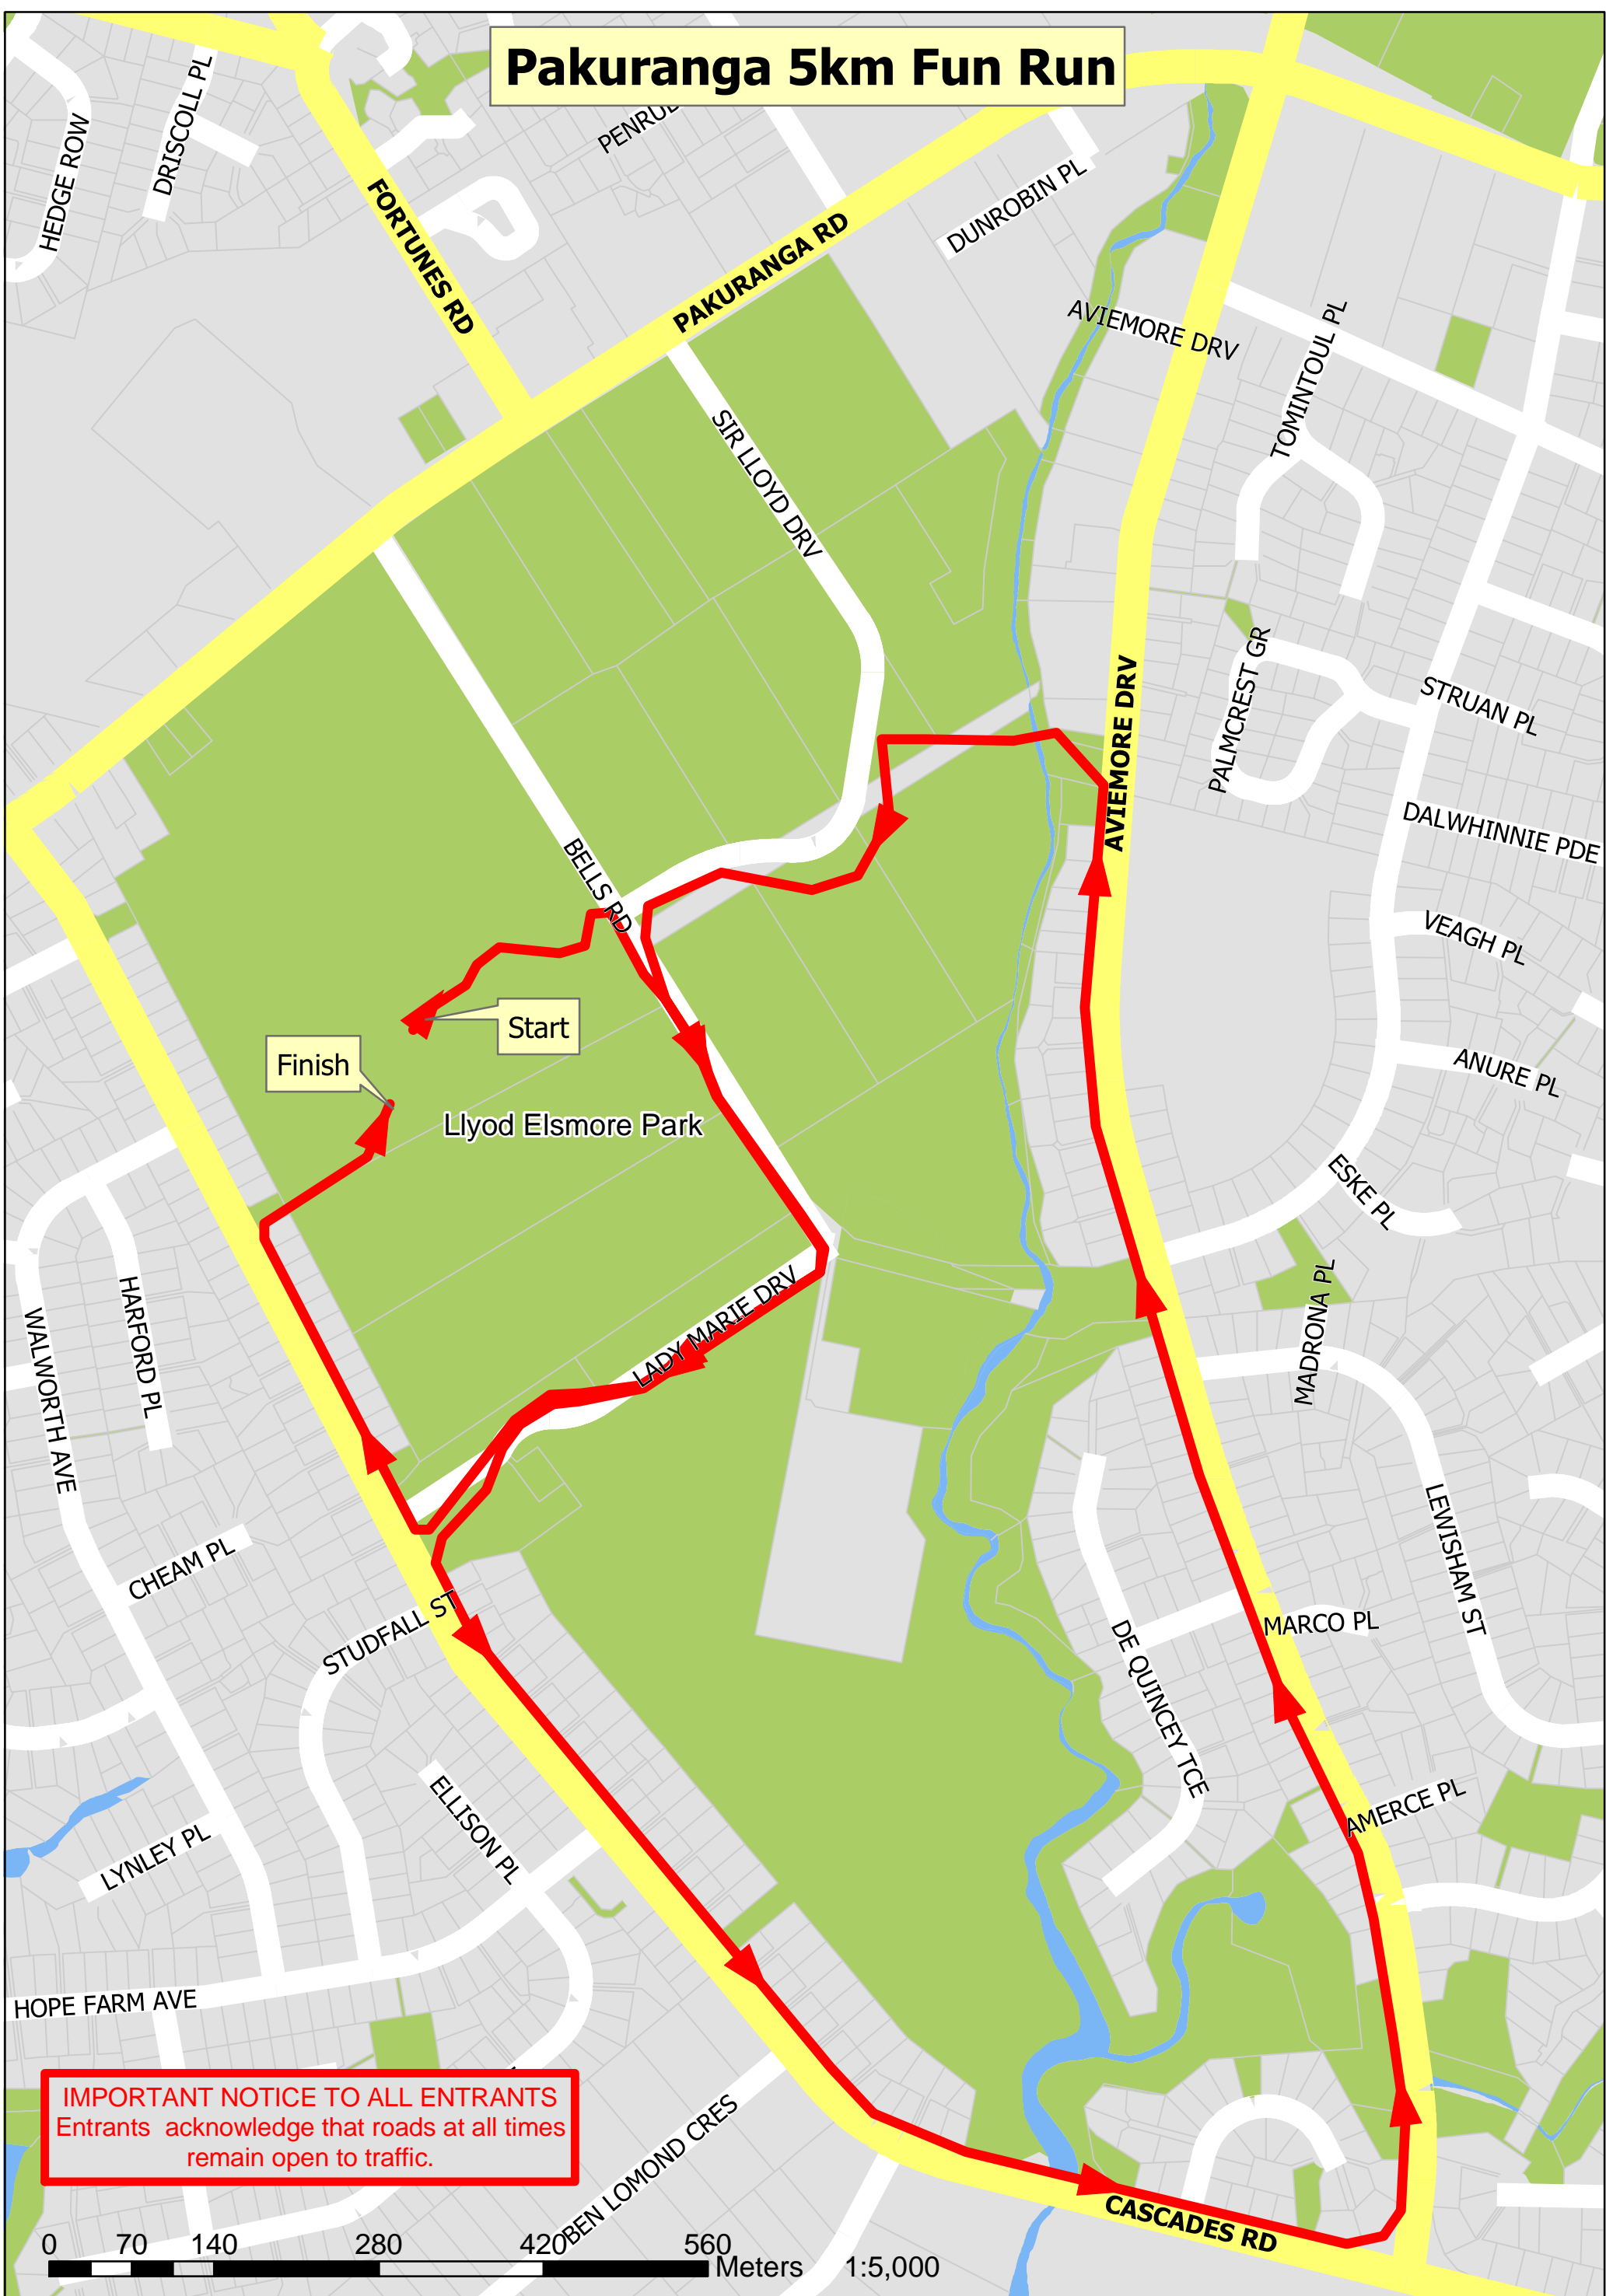 Pakuranga 5km Fun Run
DRISCOLL PL
HEDGE ROW
FORTUNES RD
PAKURANGA RD
DUNROBIN PL
AVIEMORE DRV
TOMINTOUL PL
SIR LLOYD DRV
PALMCREST GR
STRUAN PL
AVIEMORE DRV
DALWHINNIE PDE
BELLS RD
VEAGH PL
Start
Finish
ANURE PL
Llyod Elsmore Park
ESKE PL
HARFORD PL
WALWORTH AVE
LADY MARIE DRV
MADRONA PL
LEWISHAM ST
CHEAM PL
STUDFALL ST
MARCO PL
DE QUINCEY TCE
ELLISON PL
AMERCE PL
LYNLEY PL
HOPE FARM AVE
IMPORTANT NOTICE TO ALL ENTRANTS
Entrants acknowledge that roads at all times
remain open to traffic.
BEN LOMOND CRES
CASCADES RD
0 70 140 280 420 560
Meters 1:5,000